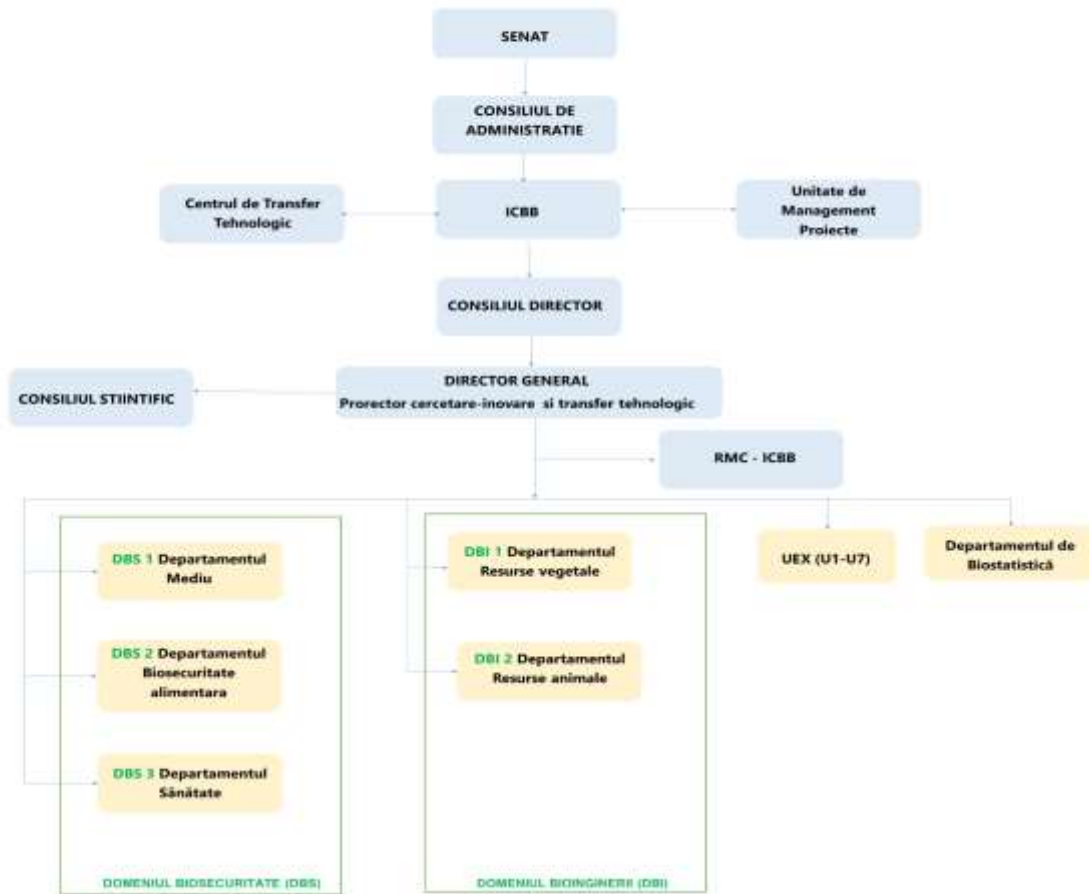 SENAT
CONSILIUL DE
ADMINISTRATIE
Centrul de Transfer
Tehnologic
ICBB
Unitate de
Management
Proiecte
CONSILIUL DIRECTOR
CONSILIUL STIINTIFIC
DIRECTOR GENERAL
Prorector cercetare-inovare si transfer tehnologic
RMC - ICBB
DBS 1 Departamentul
Mediu
DBS 2 Departamentul
Biosecuritate
alimentara
DBS 3 Departamentul
Sănătate
DOMENIUL BIOSECURITATE (DBS)
DBI 1 Departamentul
Resurse vegetale
DBI 2 Departamentul
Resurse animale
DOMENIUL BIOINGINERII (DBI)
UEX (U1-U7)
Departamentul de
Biostatistică